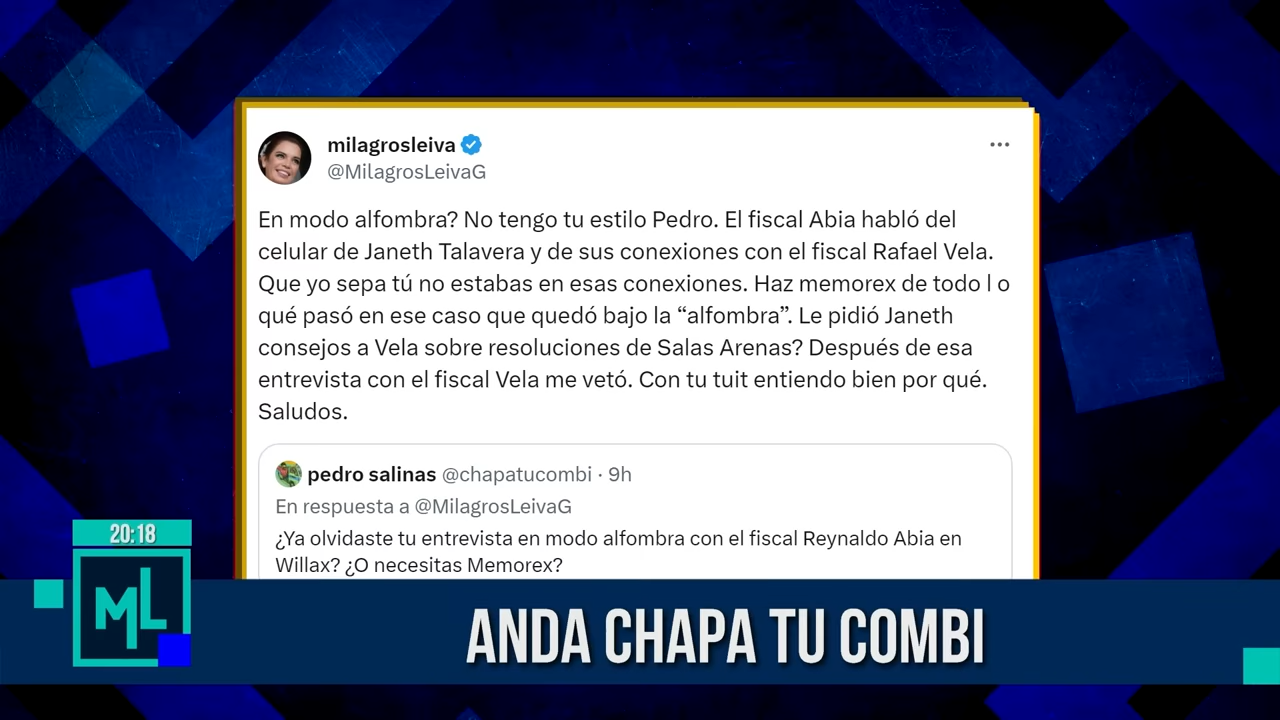 milagrosleiva
@MilagrosLeivaG
En modo alfombra? No tengo tu estilo Pedro. El fiscal Abia habló del
celular de Janeth Talavera y de sus conexiones con el fiscal Rafael Vela.
Que yo sepa tú no estabas en esas conexiones. Haz memorex de todo l o
qué pasó en ese caso que quedó bajo la “alfombra”. Le pidió Janeth
consejos a Vela sobre resoluciones de Salas Arenas? Después de esa
entrevista con el fiscal Vela me vetó. Con tu tuit entiendo bien por qué.
Saludos.
pedro salinas @chapatucombi · 9h
En respuesta a @MilagrosLeivaG
¿Ya olvidaste tu entrevista en modo alfombra con el fiscal Reynaldo Abia en
Willax? ¿O necesitas Memorex?
20:18
ML
ANDA CHAPA TU COMBI